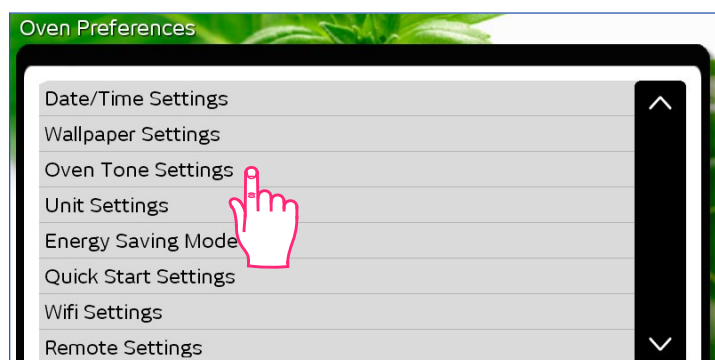 Oven Preferences
Date/Time Settings
Wallpaper Settings
Oven Tone Settings
Unit Settings
Energy Saving Mode
Quick Start Settings
Wifi Settings
Remote Settings